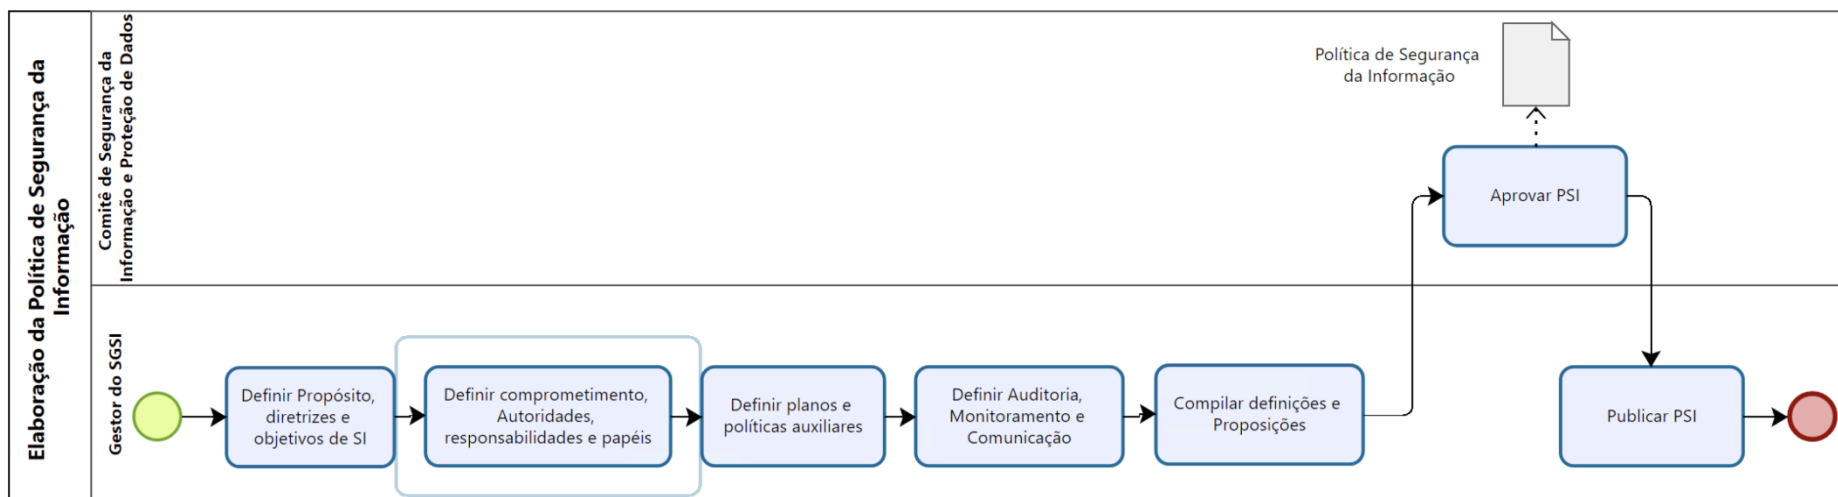 Elaboração da Política de Segurança da
Informação
Comitê de Segurança da
Informação e Proteção de Dados
Política de Segurança
da Informação
Aprovar PSI
Gestor do SGSI
Definir Propósito,
diretrizes e
objetivos de SI
Definir comprometimento,
Autoridades,
responsabilidades e papéis
Definir planos e
políticas auxiliares
Definir Auditoria,
Monitoramento e
Comunicação
Compilar definições e
Proposições
Publicar PSI